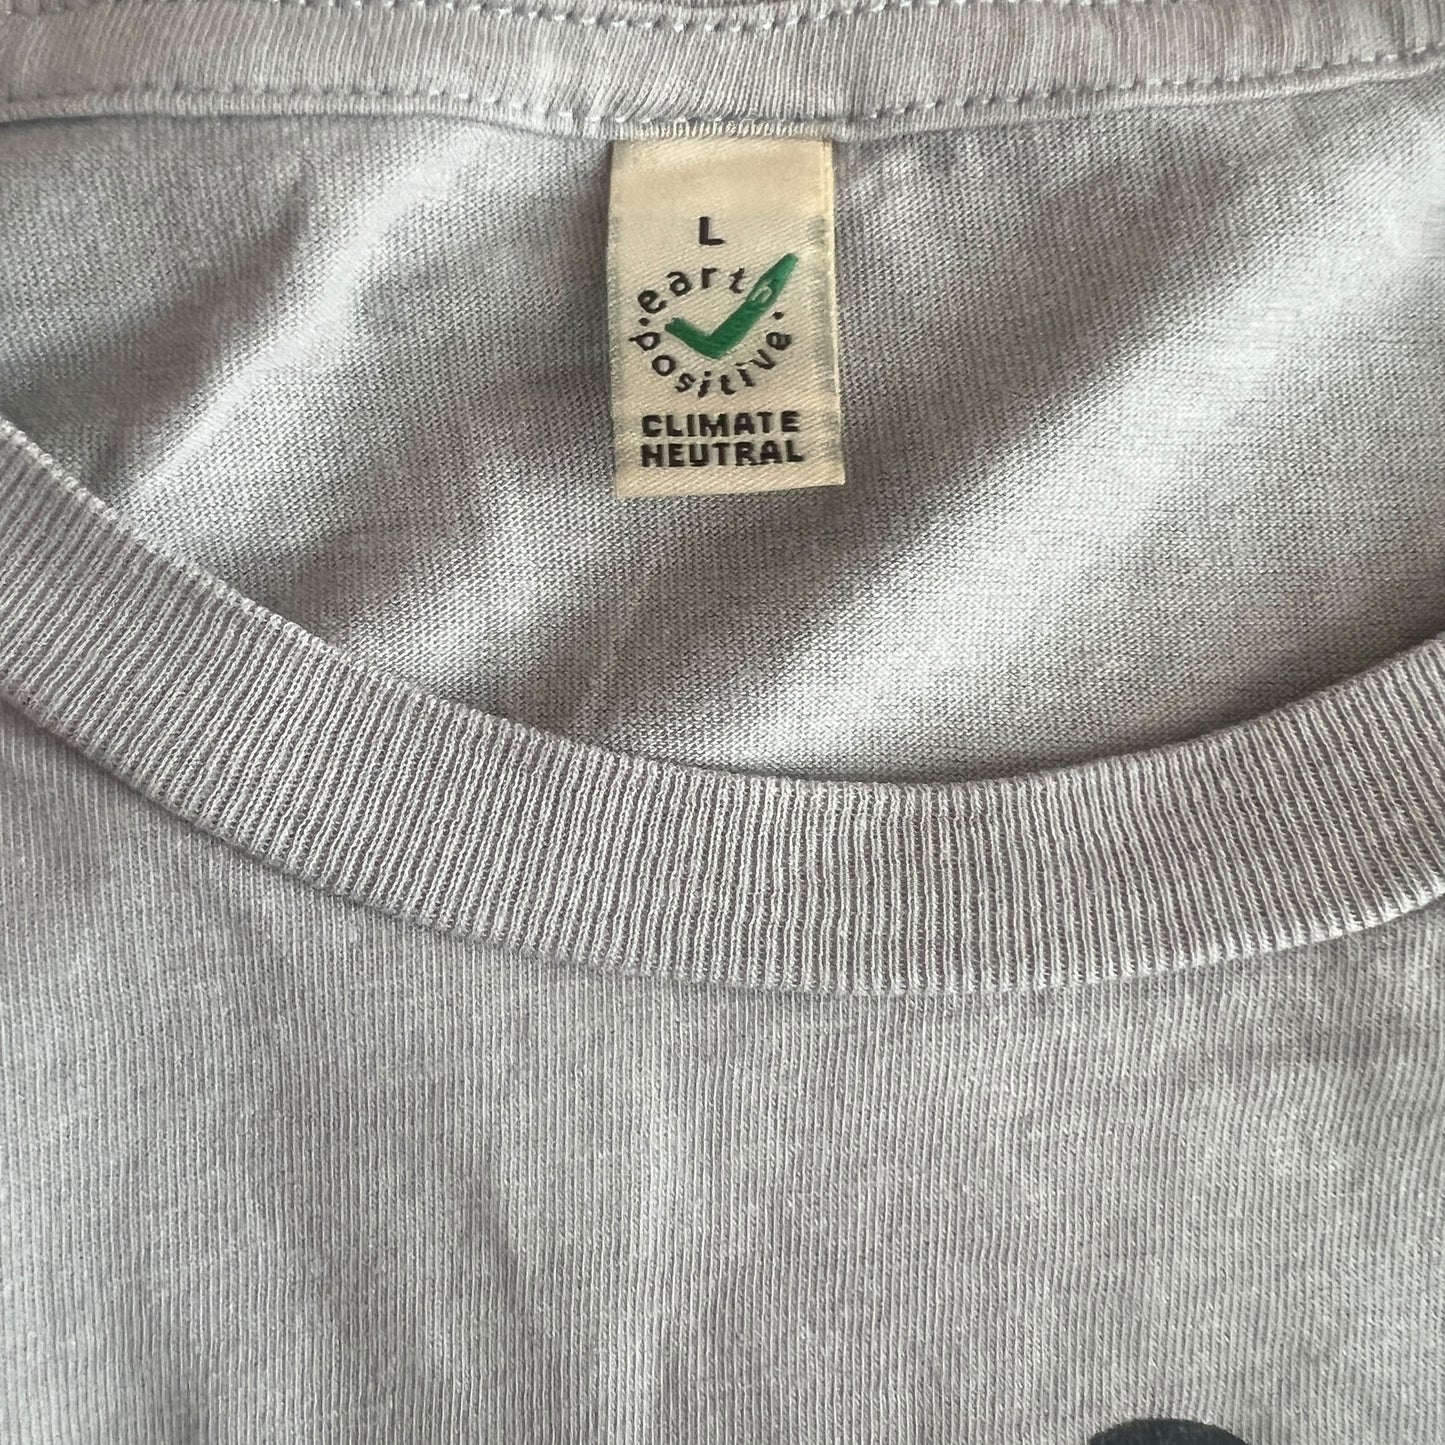 L
earth
positive
CLIMATE
NEUTRAL